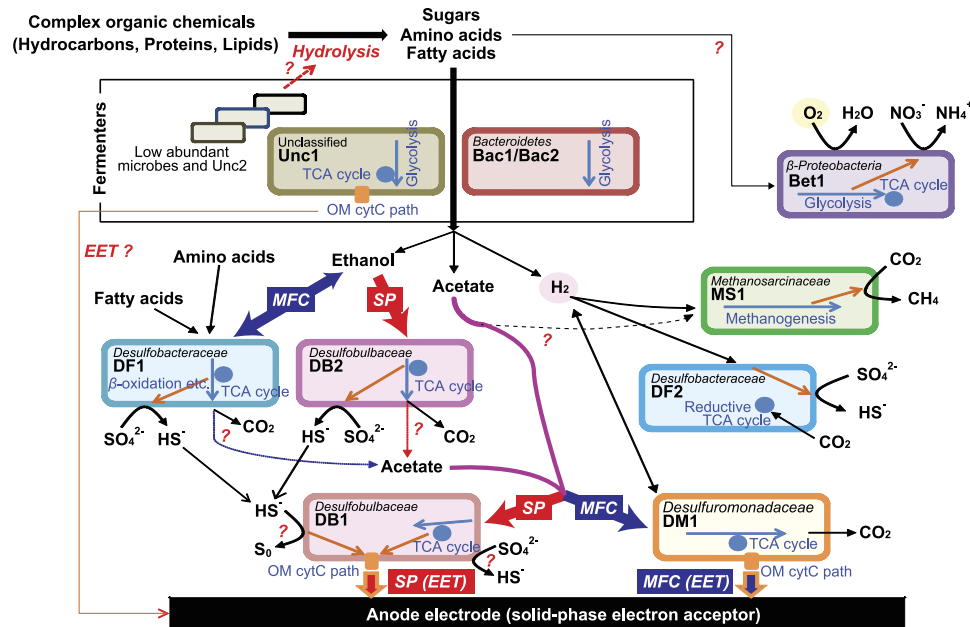 Complex organic chemicals
(Hydrocarbons, Proteins, Lipids)
Hydrolysis
?
Sugars
Amino acids
Fatty acids
?
Fermenters
Low abundant
microbes and Unc2
Unclassified
Unc1
TCA cycle
Glycolysis
OM cytC path
Bacteroidetes
Bac1/Bac2
Glycolysis
O₂
H₂O
NO₃⁻
NH₄⁺
β-Proteobacteria
Bet1
TCA cycle
Glycolysis
EET ?
Amino acids
Fatty acids
Ethanol
MFC
SP
Acetate
H₂
?
Methanosarcinaceae
MS1
Methanogenesis
CO₂
CH₄
Desulfobacteraceae
DF1
β-oxidation etc.
TCA cycle
SO₄²⁻
HS⁻
CO₂
?
Desulfobulbaceae
DB2
TCA cycle
HS⁻
SO₄²⁻
CO₂
?
Acetate
Desulfobacteraceae
DF2
Reductive
TCA cycle
SO₄²⁻
HS⁻
CO₂
SP
MFC
HS⁻
?
S₀
Desulfobulbaceae
DB1
TCA cycle
SO₄²⁻
?
HS⁻
OM cytC path
SP (EET)
Desulfuromonadaceae
DM1
TCA cycle
CO₂
OM cytC path
MFC (EET)
Anode electrode (solid-phase electron acceptor)